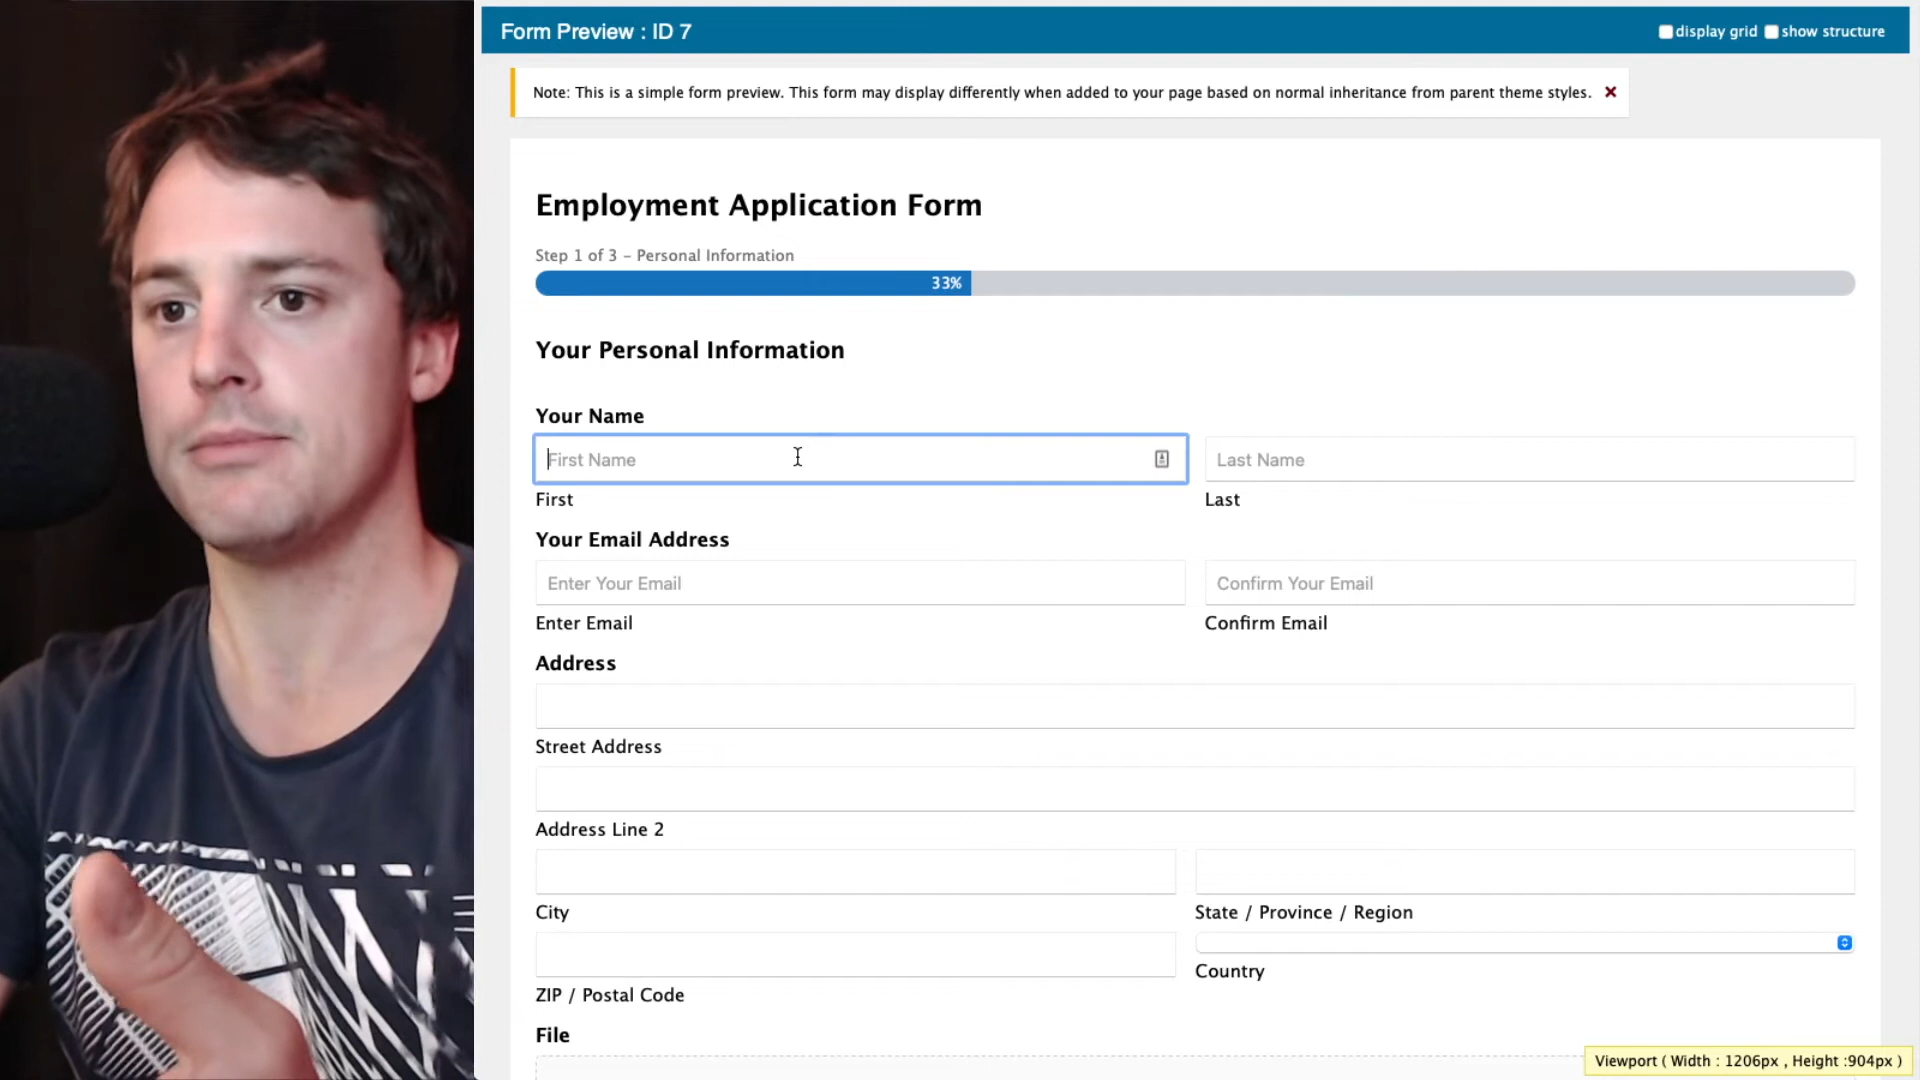 Form Preview : ID 7
display grid show structure
Note: This is a simple form preview. This form may display differently when added to your page based on normal inheritance from parent theme styles.
Employment Application Form
Step 1 of 3 – Personal Information
33%
Your Personal Information
Your Name
First Name
Last Name
First
Last
Your Email Address
Enter Your Email
Confirm Your Email
Enter Email
Confirm Email
Address
Street Address
Address Line 2
City
State / Province / Region
ZIP / Postal Code
Country
File
Viewport ( Width : 1206px , Height :904px )